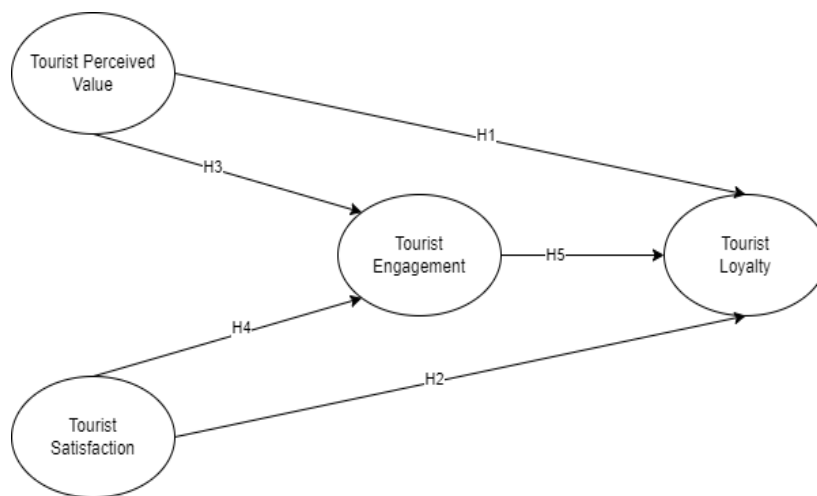 Tourist Perceived
Value
H1
H3
Tourist
Engagement
H5
Tourist
Loyalty
H4
H2
Tourist
Satisfaction